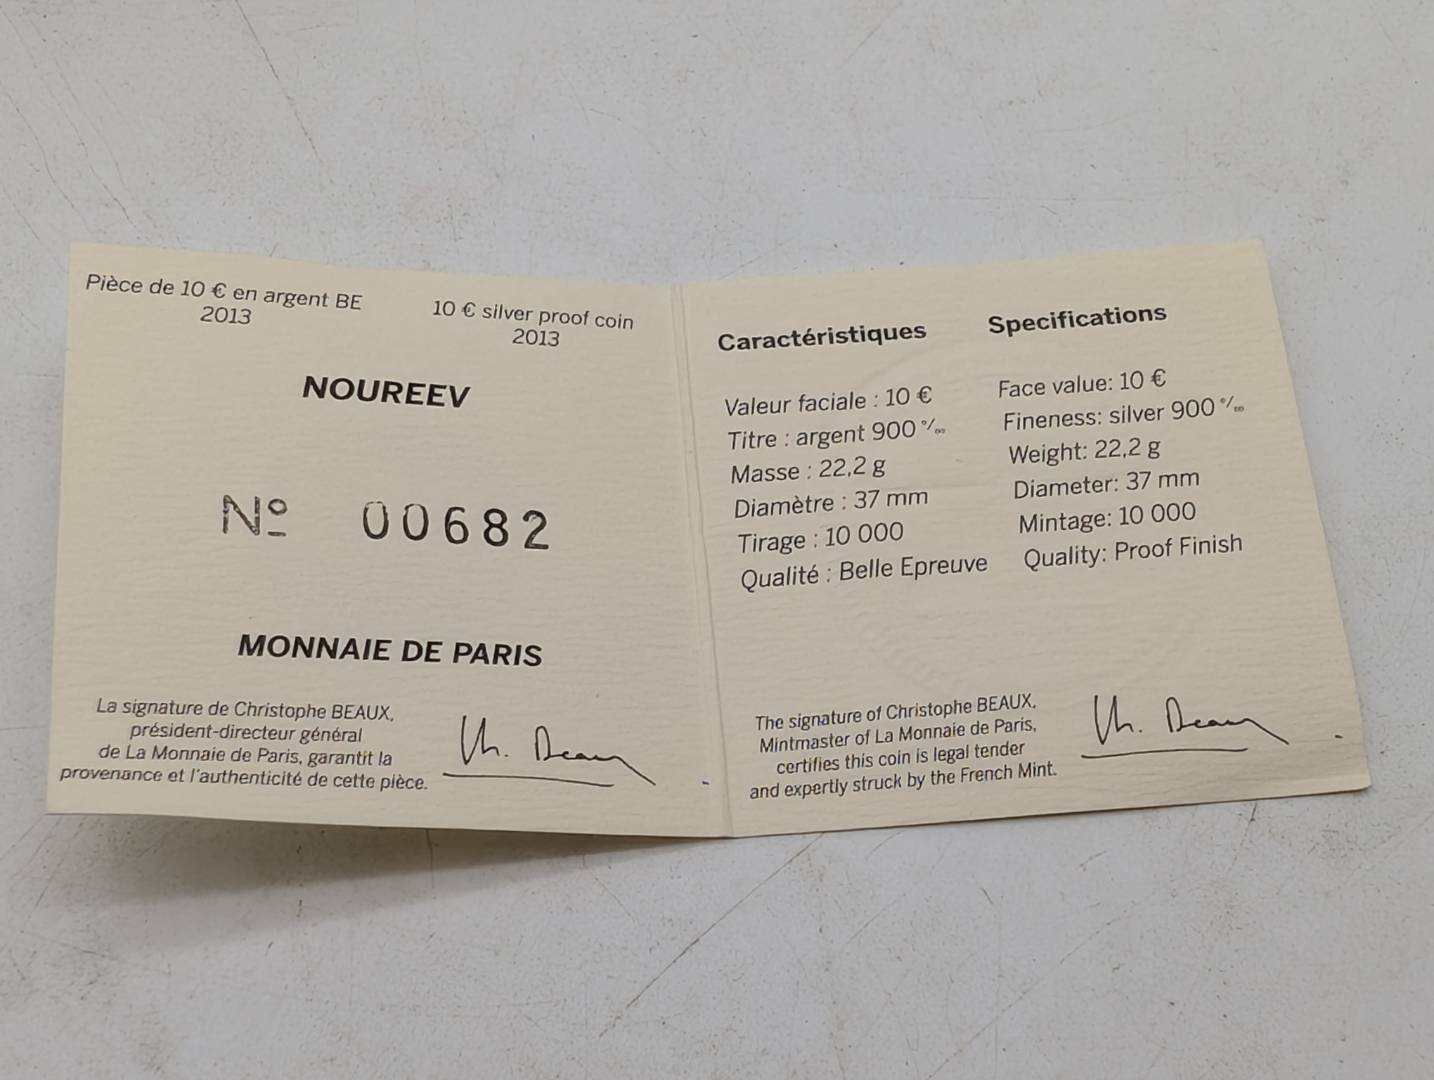 Pièce de 10 € en argent BE
2013
10 € silver proof coin
2013
NOUREEV
Nº 00682
MONNAIE DE PARIS
La signature de Christophe BEAUX,
président-directeur général
de La Monnaie de Paris, garantit la
provenance et l'authenticité de cette pièce.
Ch. Beaux
Caractéristiques
Valeur faciale : 10 €
Titre : argent 900 ‰
Masse : 22,2 g
Diamètre : 37 mm
Tirage : 10 000
Qualité : Belle Epreuve
Specifications
Face value: 10 €
Fineness: silver 900 ‰
Weight: 22,2 g
Diameter: 37 mm
Mintage: 10 000
Quality: Proof Finish
The signature of Christophe BEAUX,
Mintmaster of La Monnaie de Paris,
certifies this coin is legal tender
and expertly struck by the French Mint.
Ch. Beaux